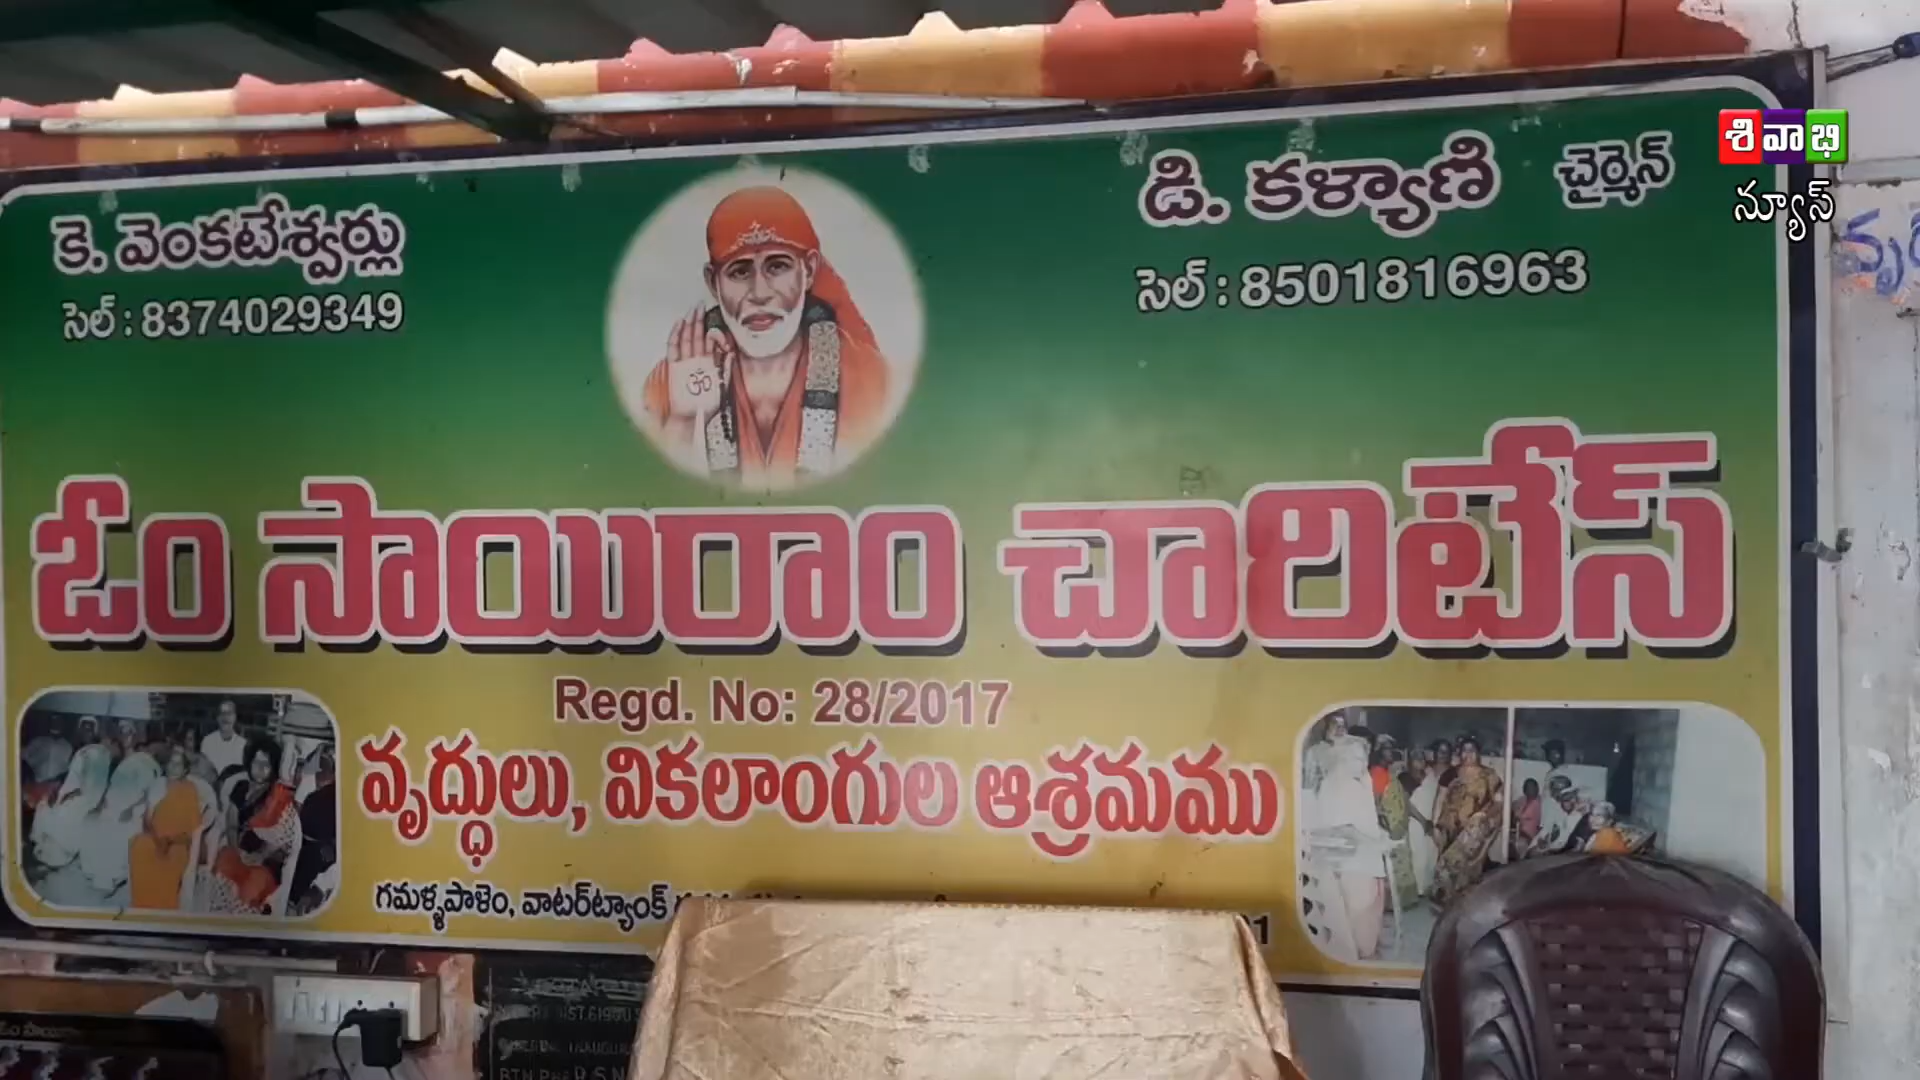 కె. వెంకటేశ్వర్లు
సెల్ : 8374029349
డి. కళ్యాణి చైర్మెన్
సెల్ : 8501816963
శివాభి
న్యూస్
ॐ
ఓం సాయిరాం చారిటేస్
Regd. No: 28/2017
వృద్ధులు, వికలాంగుల ఆశ్రమము
గమళ్ళపాళెం, వాటర్‌ట్యాంక్